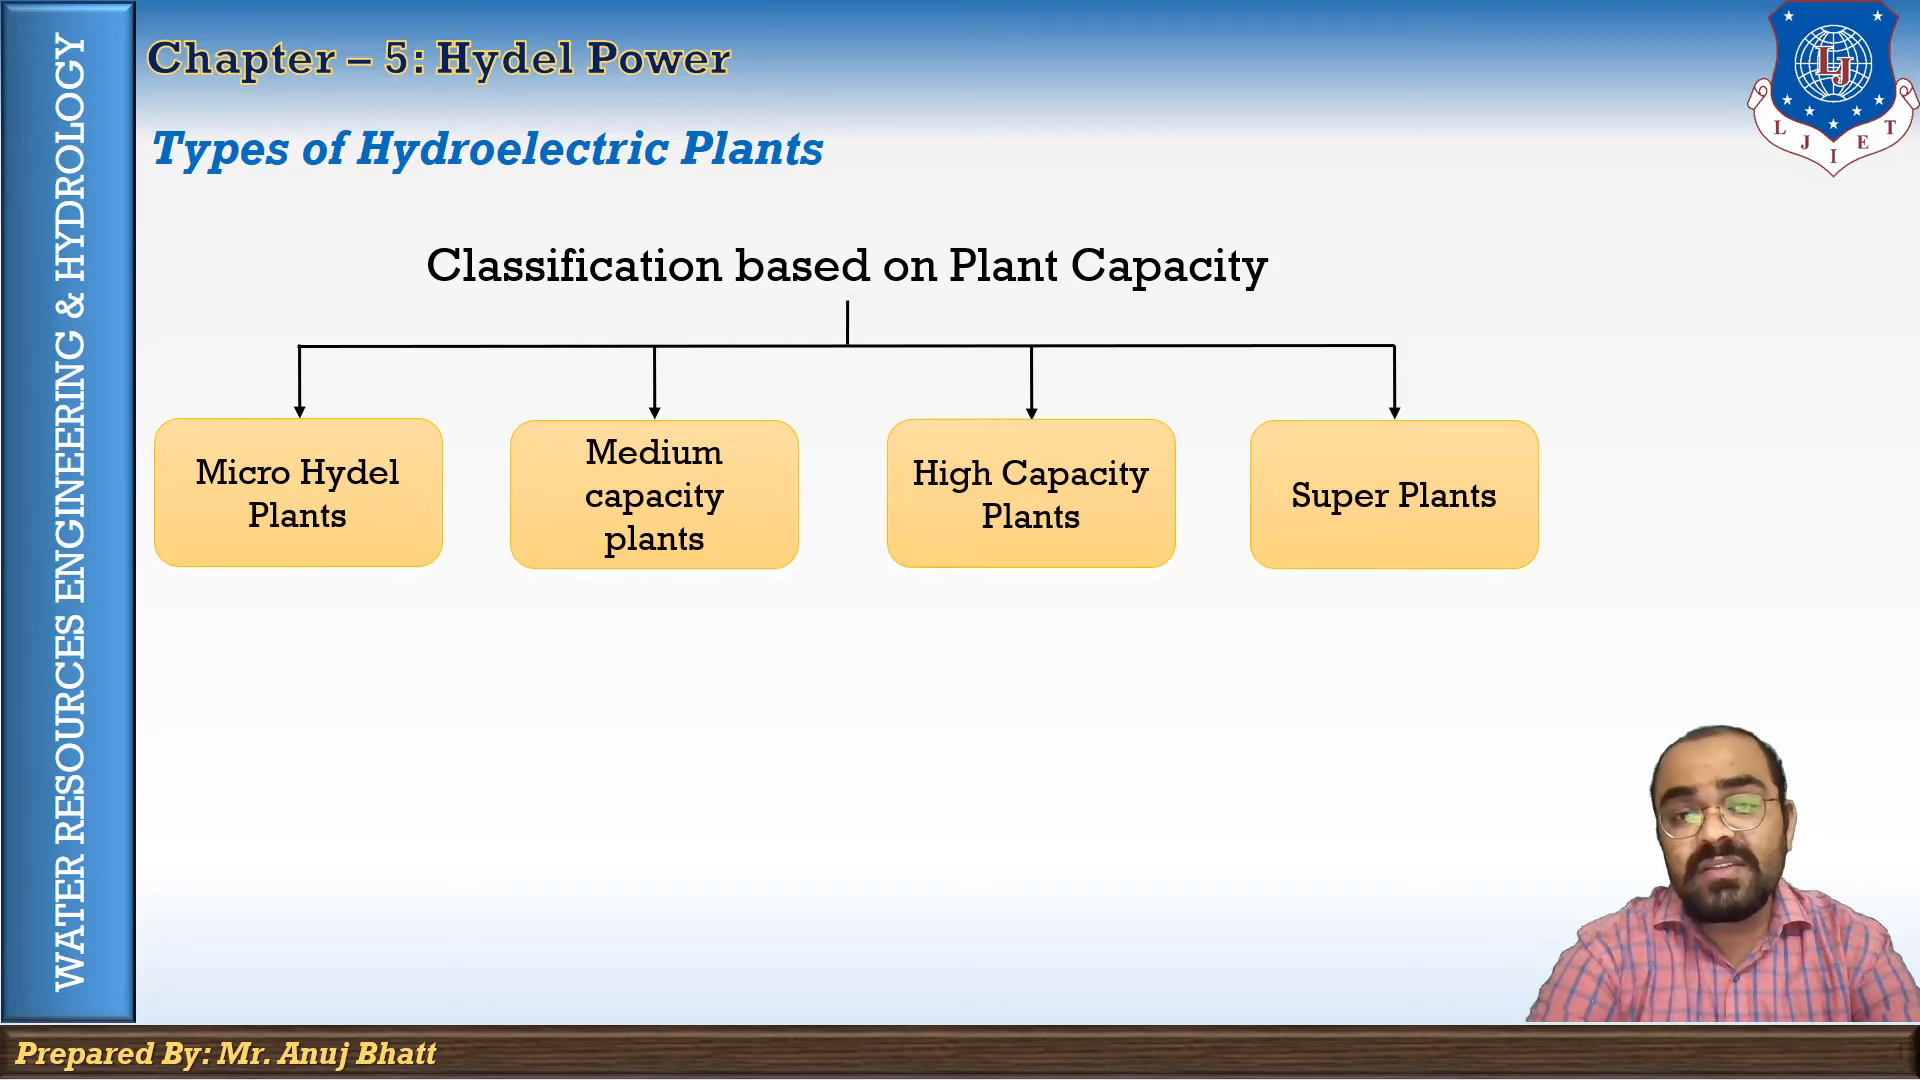 WATER RESOURCES ENGINEERING & HYDROLOGY
Chapter – 5: Hydel Power
Types of Hydroelectric Plants
LJ
L J I E T
Classification based on Plant Capacity
Micro Hydel
Plants
Medium
capacity
plants
High Capacity
Plants
Super Plants
Prepared By: Mr. Anuj Bhatt